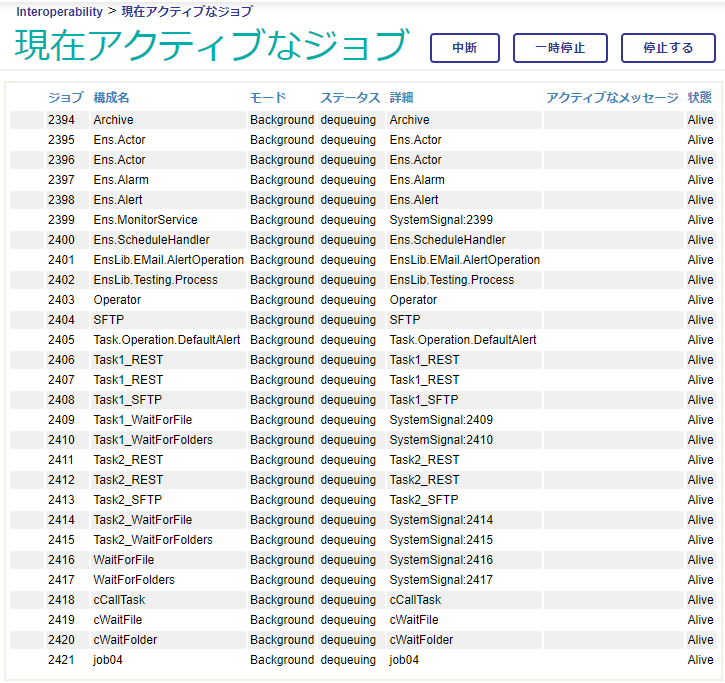 Interoperability > 現在アクティブなジョブ
現在アクティブなジョブ 中断 一時停止 停止する
ジョブ 構成名 モード ステータス 詳細 アクティブなメッセージ 状態
2394 Archive Background dequeuing Archive Alive
2395 Ens.Actor Background dequeuing Ens.Actor Alive
2396 Ens.Actor Background dequeuing Ens.Actor Alive
2397 Ens.Alarm Background dequeuing Ens.Alarm Alive
2398 Ens.Alert Background dequeuing Ens.Alert Alive
2399 Ens.MonitorService Background dequeuing SystemSignal:2399 Alive
2400 Ens.ScheduleHandler Background dequeuing Ens.ScheduleHandler Alive
2401 EnsLib.EMail.AlertOperation Background dequeuing EnsLib.EMail.AlertOperation Alive
2402 EnsLib.Testing.Process Background dequeuing EnsLib.Testing.Process Alive
2403 Operator Background dequeuing Operator Alive
2404 SFTP Background dequeuing SFTP Alive
2405 Task.Operation.DefaultAlert Background dequeuing Task.Operation.DefaultAlert Alive
2406 Task1_REST Background dequeuing Task1_REST Alive
2407 Task1_REST Background dequeuing Task1_REST Alive
2408 Task1_SFTP Background dequeuing Task1_SFTP Alive
2409 Task1_WaitForFile Background dequeuing SystemSignal:2409 Alive
2410 Task1_WaitForFolders Background dequeuing SystemSignal:2410 Alive
2411 Task2_REST Background dequeuing Task2_REST Alive
2412 Task2_REST Background dequeuing Task2_REST Alive
2413 Task2_SFTP Background dequeuing Task2_SFTP Alive
2414 Task2_WaitForFile Background dequeuing SystemSignal:2414 Alive
2415 Task2_WaitForFolders Background dequeuing SystemSignal:2415 Alive
2416 WaitForFile Background dequeuing SystemSignal:2416 Alive
2417 WaitForFolders Background dequeuing SystemSignal:2417 Alive
2418 cCallTask Background dequeuing cCallTask Alive
2419 cWaitFile Background dequeuing cWaitFile Alive
2420 cWaitFolder Background dequeuing cWaitFolder Alive
2421 job04 Background dequeuing job04 Alive